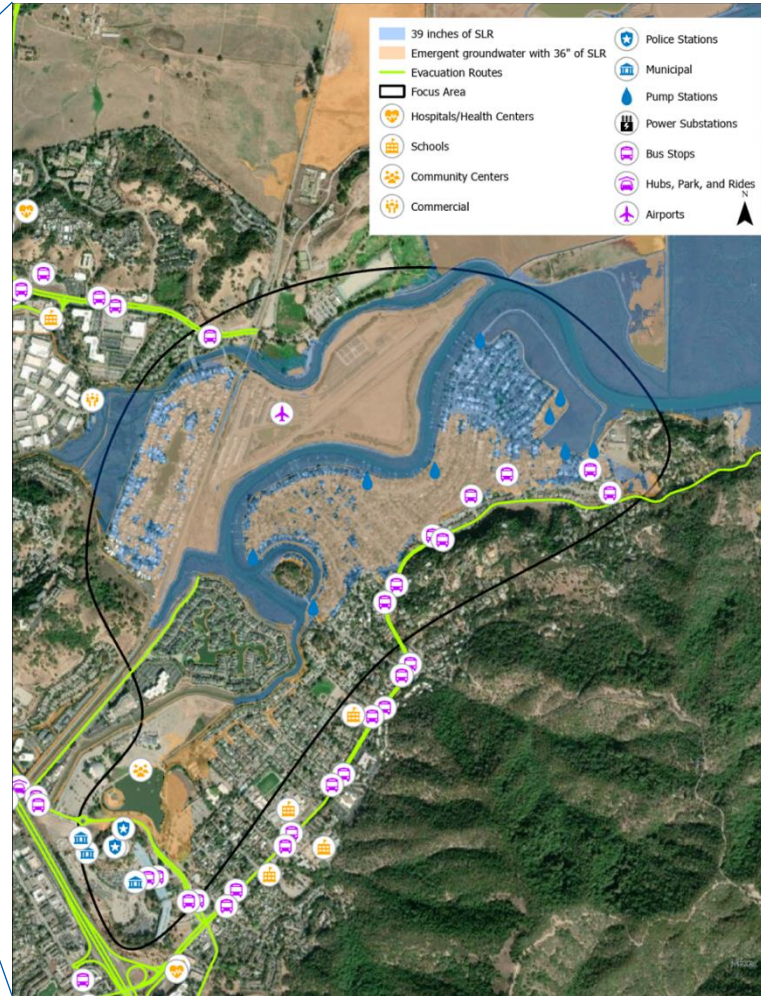 39 inches of SLR
Emergent groundwater with 36" of SLR
Evacuation Routes
Focus Area
Hospitals/Health Centers
Schools
Community Centers
Commercial
Police Stations
Municipal
Pump Stations
Power Substations
Bus Stops
Hubs, Park, and Rides
Airports
N